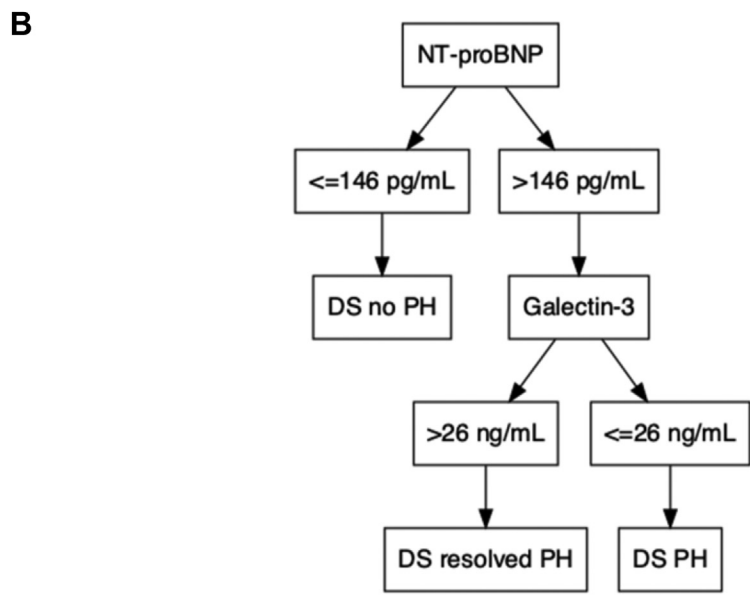 B
NT-proBNP
<=146 pg/mL
>146 pg/mL
DS no PH
Galectin-3
>26 ng/mL
<=26 ng/mL
DS resolved PH
DS PH